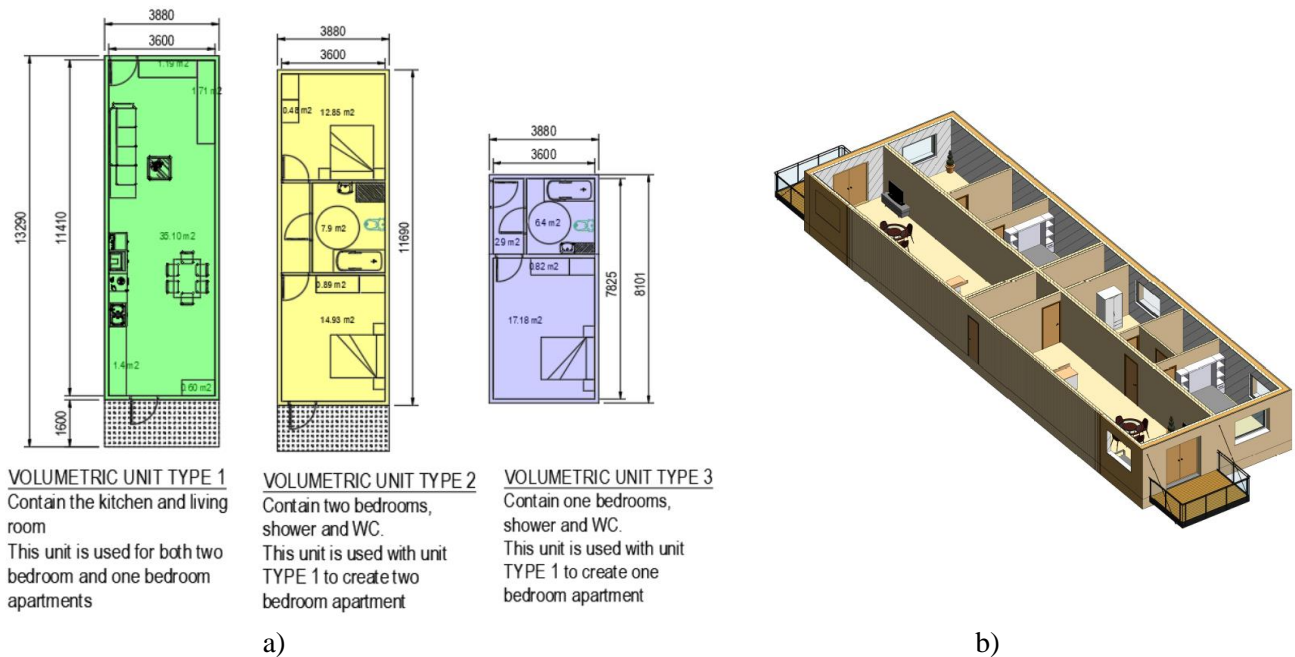 3880
3600
1.19 m2
1.71 m2
13290
11410
35.10 m2
1.4 m2
0.60 m2
1600
VOLUMETRIC UNIT TYPE 1
Contain the kitchen and living
room
This unit is used for both two
bedroom and one bedroom
apartments
3880
3600
0.48 m2
12.85 m2
7.9 m2
11690
0.89 m2
14.93 m2
VOLUMETRIC UNIT TYPE 2
Contain two bedrooms,
shower and WC.
This unit is used with unit
TYPE 1 to create two
bedroom apartment
3880
3600
6.4 m2
2.9 m2
0.82 m2
7825
8101
17.18 m2
VOLUMETRIC UNIT TYPE 3
Contain one bedrooms,
shower and WC.
This unit is used with unit
TYPE 1 to create one
bedroom apartment
a)
b)